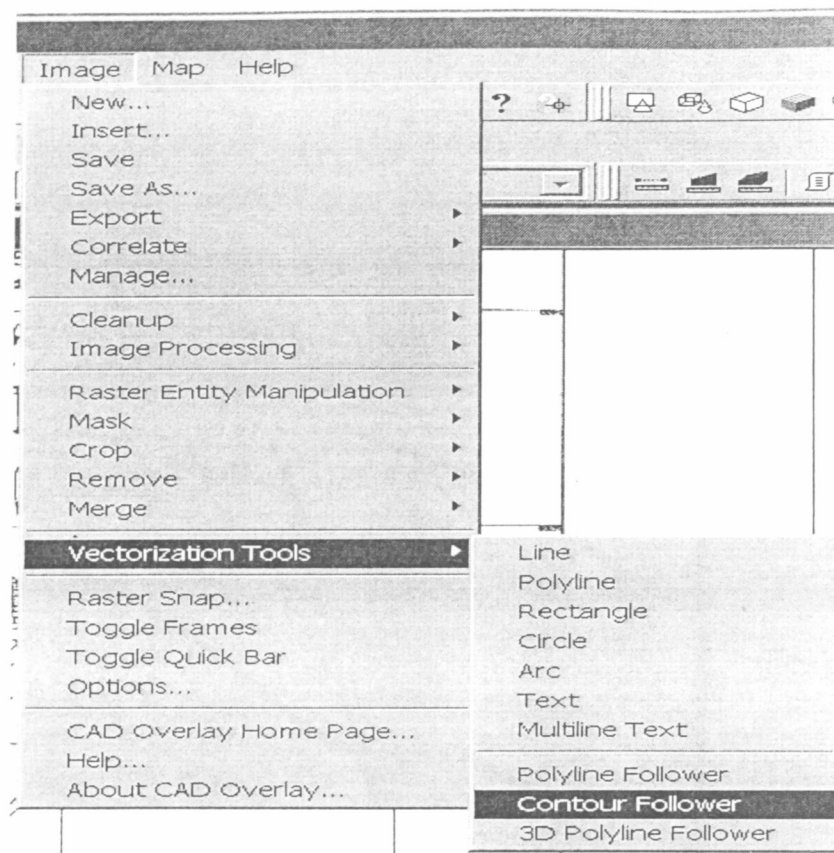 Image Map Help
New...
Insert...
Save
Save As...
Export
Correlate
Manage...
Cleanup
Image Processing
Raster Entity Manipulation
Mask
Crop
Remove
Merge
Vectorization Tools
Raster Snap...
Toggle Frames
Toggle Quick Bar
Options...
CAD Overlay Home Page...
Help...
About CAD Overlay...
Line
Polyline
Rectangle
Circle
Arc
Text
Multiline Text
Polyline Follower
Contour Follower
3D Polyline Follower